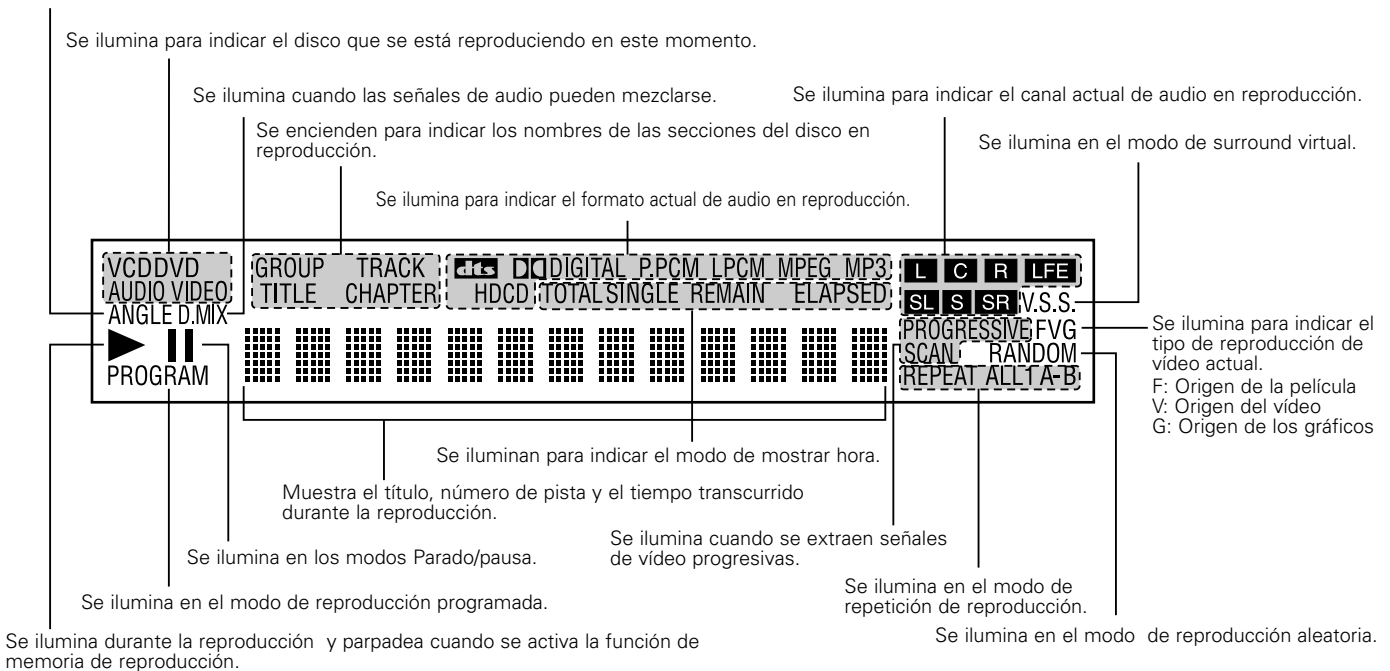 Se ilumina para indicar el disco que se está reproduciendo en este momento.
Se ilumina cuando las señales de audio pueden mezclarse.
Se ilumina para indicar el canal actual de audio en reproducción.
Se encienden para indicar los nombres de las secciones del disco en
reproducción.
Se ilumina en el modo de surround virtual.
Se ilumina para indicar el formato actual de audio en reproducción.
VCD DVD GROUP TRACK dts DIGITAL P.PCM LPCM MPEG MP3 L C R LFE
AUDIO VIDEO TITLE CHAPTER HDCD TOTAL SINGLE REMAIN ELAPSED SL S SR V.S.S.
ANGLE D.MIX PROGRESSIVE FVG
SCAN RANDOM
PROGRAM REPEAT ALL 1 A-B
Se ilumina para indicar el
tipo de reproducción de
vídeo actual.
F: Origen de la película
V: Origen del vídeo
G: Origen de los gráficos
Se iluminan para indicar el modo de mostrar hora.
Muestra el título, número de pista y el tiempo transcurrido
durante la reproducción.
Se ilumina cuando se extraen señales
de vídeo progresivas.
Se ilumina en los modos Parado/pausa.
Se ilumina en el modo de
repetición de reproducción.
Se ilumina en el modo de reproducción programada.
Se ilumina en el modo de reproducción aleatoria.
Se ilumina durante la reproducción y parpadea cuando se activa la función de
memoria de reproducción.